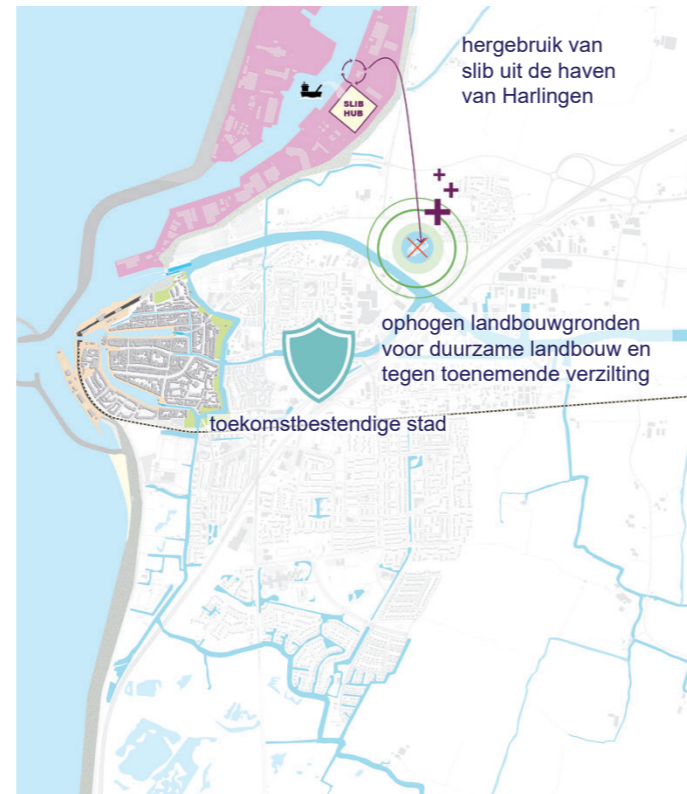 hergebruik van
slib uit de haven
van Harlingen
SLIB
HUB
ophogen landbouwgronden
voor duurzame landbouw en
tegen toenemende verzilting
toekomstbestendige stad